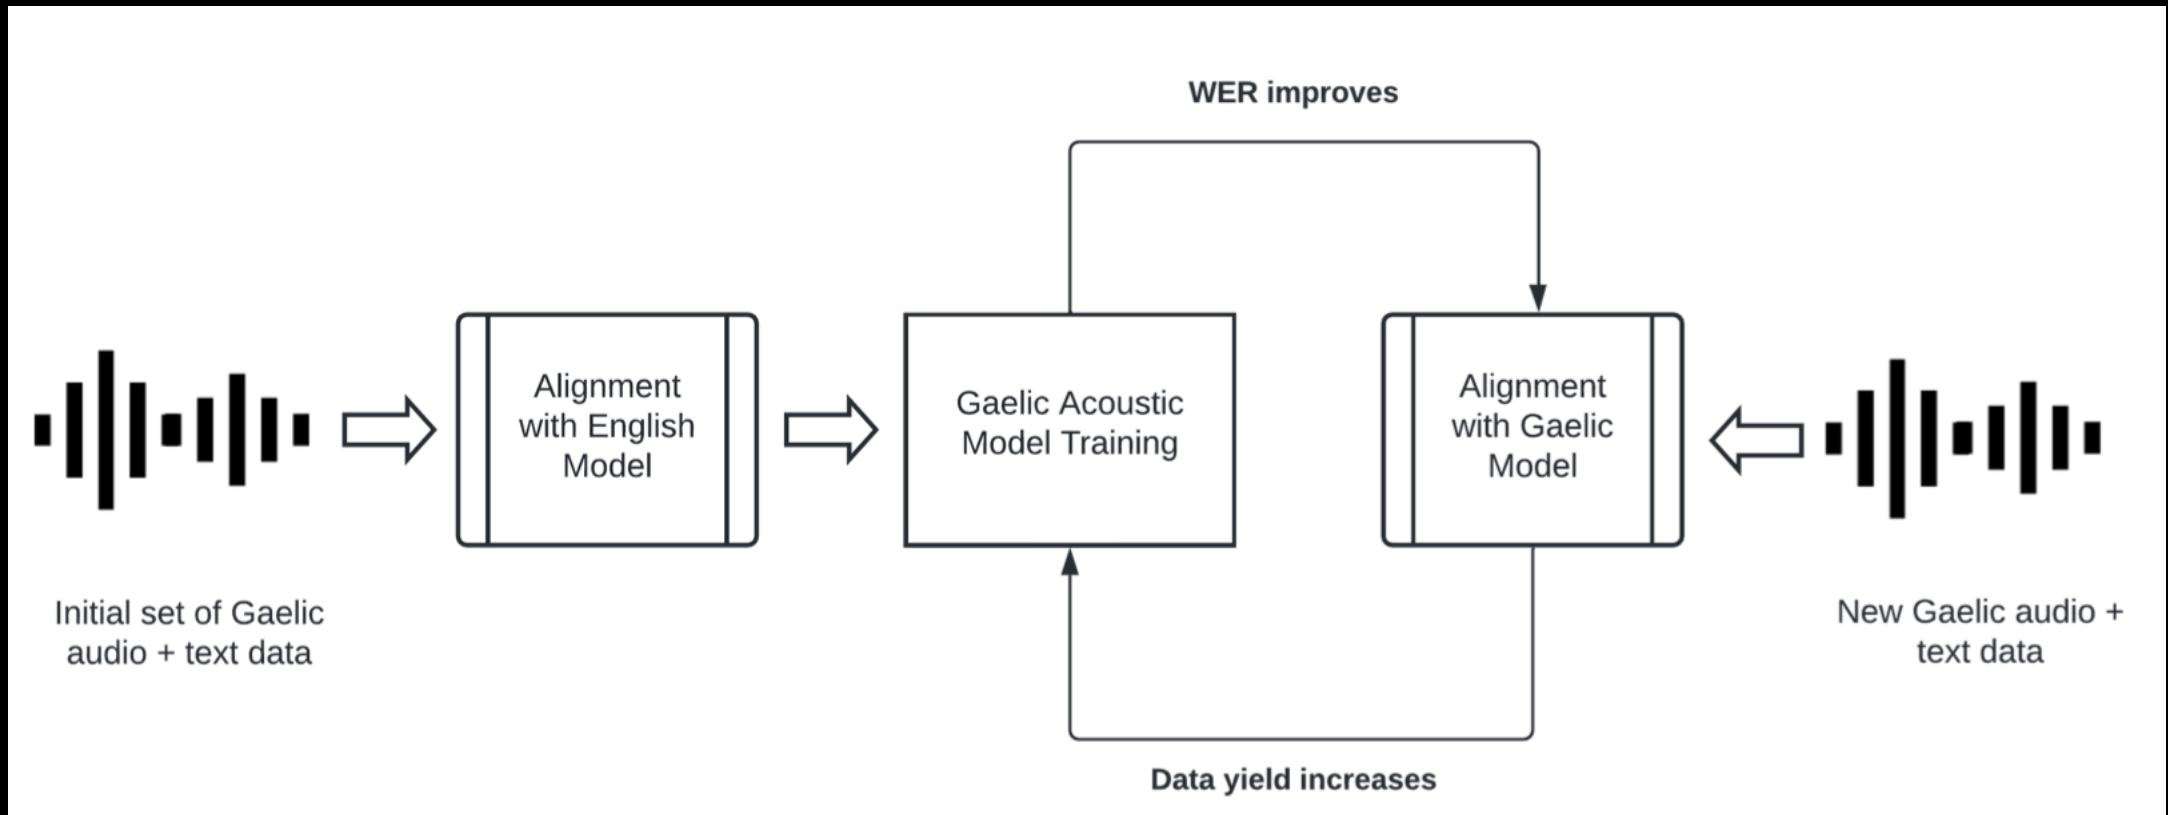 WER improves
Alignment
with English
Model
Gaelic Acoustic
Model Training
Alignment
with Gaelic
Model
Initial set of Gaelic
audio + text data
New Gaelic audio +
text data
Data yield increases